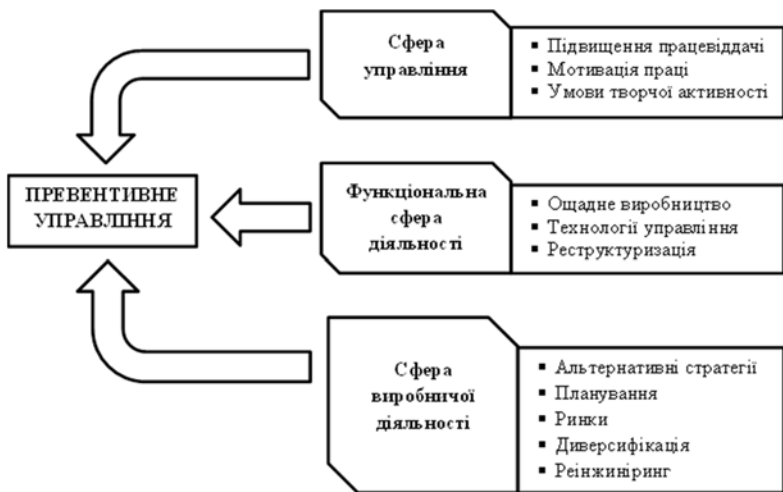 Сфера
управління
▪ Підвищення працевіддачі
▪ Мотивація праці
▪ Умови творчої активності
ПРЕВЕНТИВНЕ
УПРАВЛІННЯ
Функціональна
сфера
діяльності
▪ Ощадне виробництво
▪ Технології управління
▪ Реструктуризація
Сфера
виробничої
діяльності
▪ Альтернативні стратегії
▪ Планування
▪ Ринки
▪ Диверсифікація
▪ Реінжиніринг